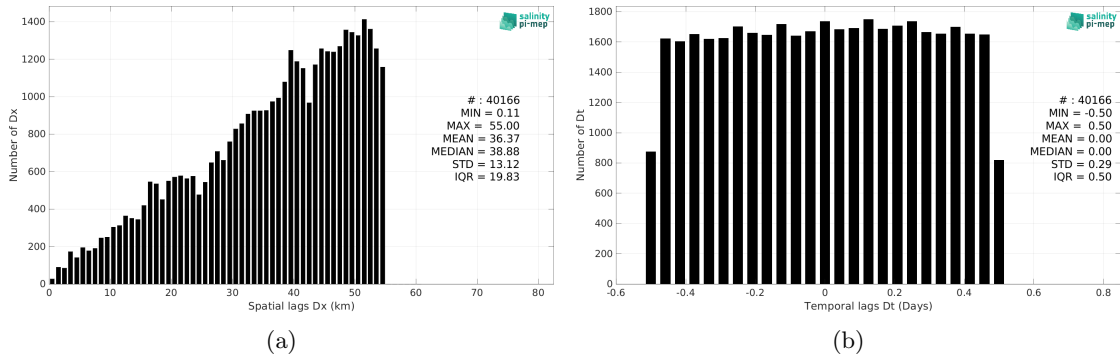 1400
1200
1000
800
600
400
200
0
Number of Dx
0 10 20 30 40 50 60 70 80
Spatial lags Dx (km)
salinity
pi-mep
# : 40166
MIN = 0.11
MAX = 55.00
MEAN = 36.37
MEDIAN = 38.88
STD = 13.12
IQR = 19.83
(a)
1800
1600
1400
1200
1000
800
600
400
200
0
Number of Dt
-0.6 -0.4 -0.2 0 0.2 0.4 0.6 0.8
Temporal lags Dt (Days)
salinity
pi-mep
# : 40166
MIN = -0.50
MAX = 0.50
MEAN = 0.00
MEDIAN = 0.00
STD = 0.29
IQR = 0.50
(b)